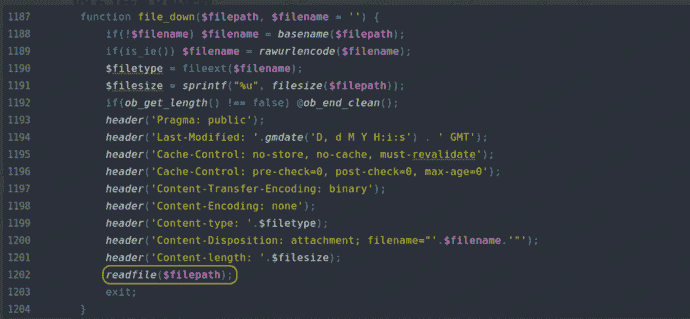 1187 function file_down($filepath, $filename = '') {
1188 if(!$filename) $filename = basename($filepath);
1189 if(is_ie()) $filename = rawurlencode($filename);
1190 $filetype = fileext($filename);
1191 $filesize = sprintf("%u", filesize($filepath));
1192 if(ob_get_length() !== false) @ob_end_clean();
1193 header('Pragma: public');
1194 header('Last-Modified: '.gmdate('D, d M Y H:i:s') . ' GMT');
1195 header('Cache-Control: no-store, no-cache, must-revalidate');
1196 header('Cache-Control: pre-check=0, post-check=0, max-age=0');
1197 header('Content-Transfer-Encoding: binary');
1198 header('Content-Encoding: none');
1199 header('Content-type: '.$filetype);
1200 header('Content-Disposition: attachment; filename="'.$filename.'"');
1201 header('Content-length: '.$filesize);
1202 readfile($filepath);
1203 exit;
1204 }